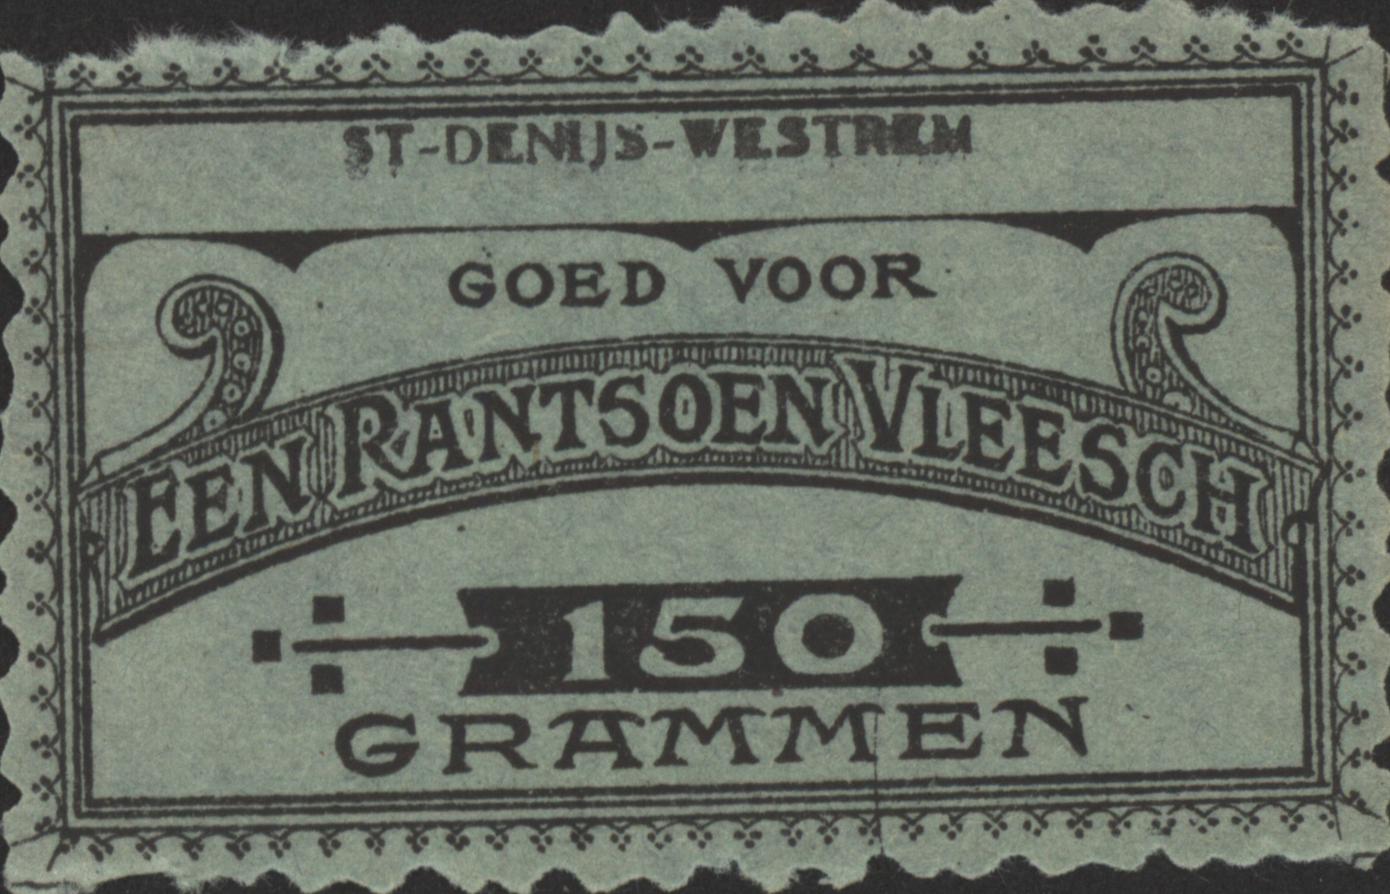 ST-DENIJS-WESTREM
GOED VOOR
EEN RANTSOEN VLEESCH
150
GRAMMEN